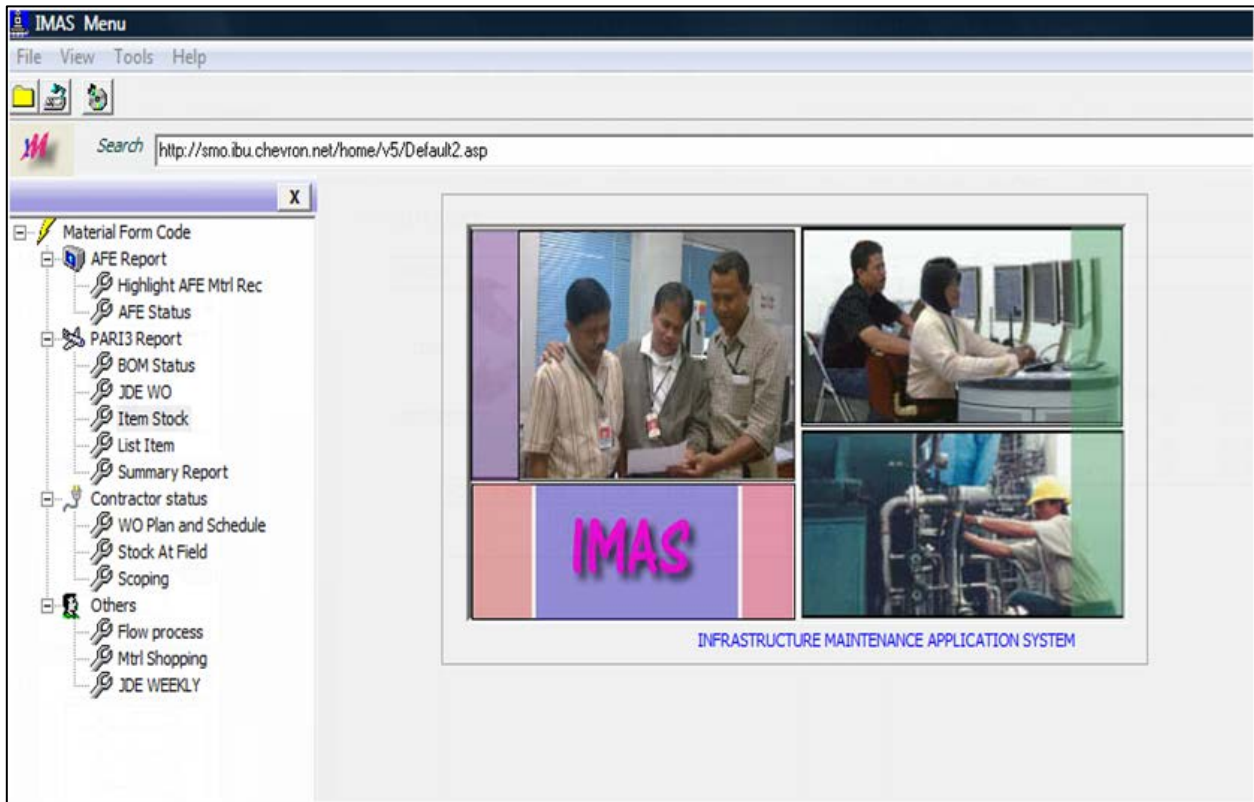 IMAS Menu
File View Tools Help
Search http://smo.ibu.chevron.net/home/v5/Default2.asp
X
Material Form Code
AFE Report
Highlight AFE Mtrl Rec
AFE Status
PARI3 Report
BOM Status
JDE WO
Item Stock
List Item
Summary Report
Contractor status
WO Plan and Schedule
Stock At Field
Scoping
Others
Flow process
Mtrl Shopping
JDE WEEKLY
IMAS
INFRASTRUCTURE MAINTENANCE APPLICATION SYSTEM